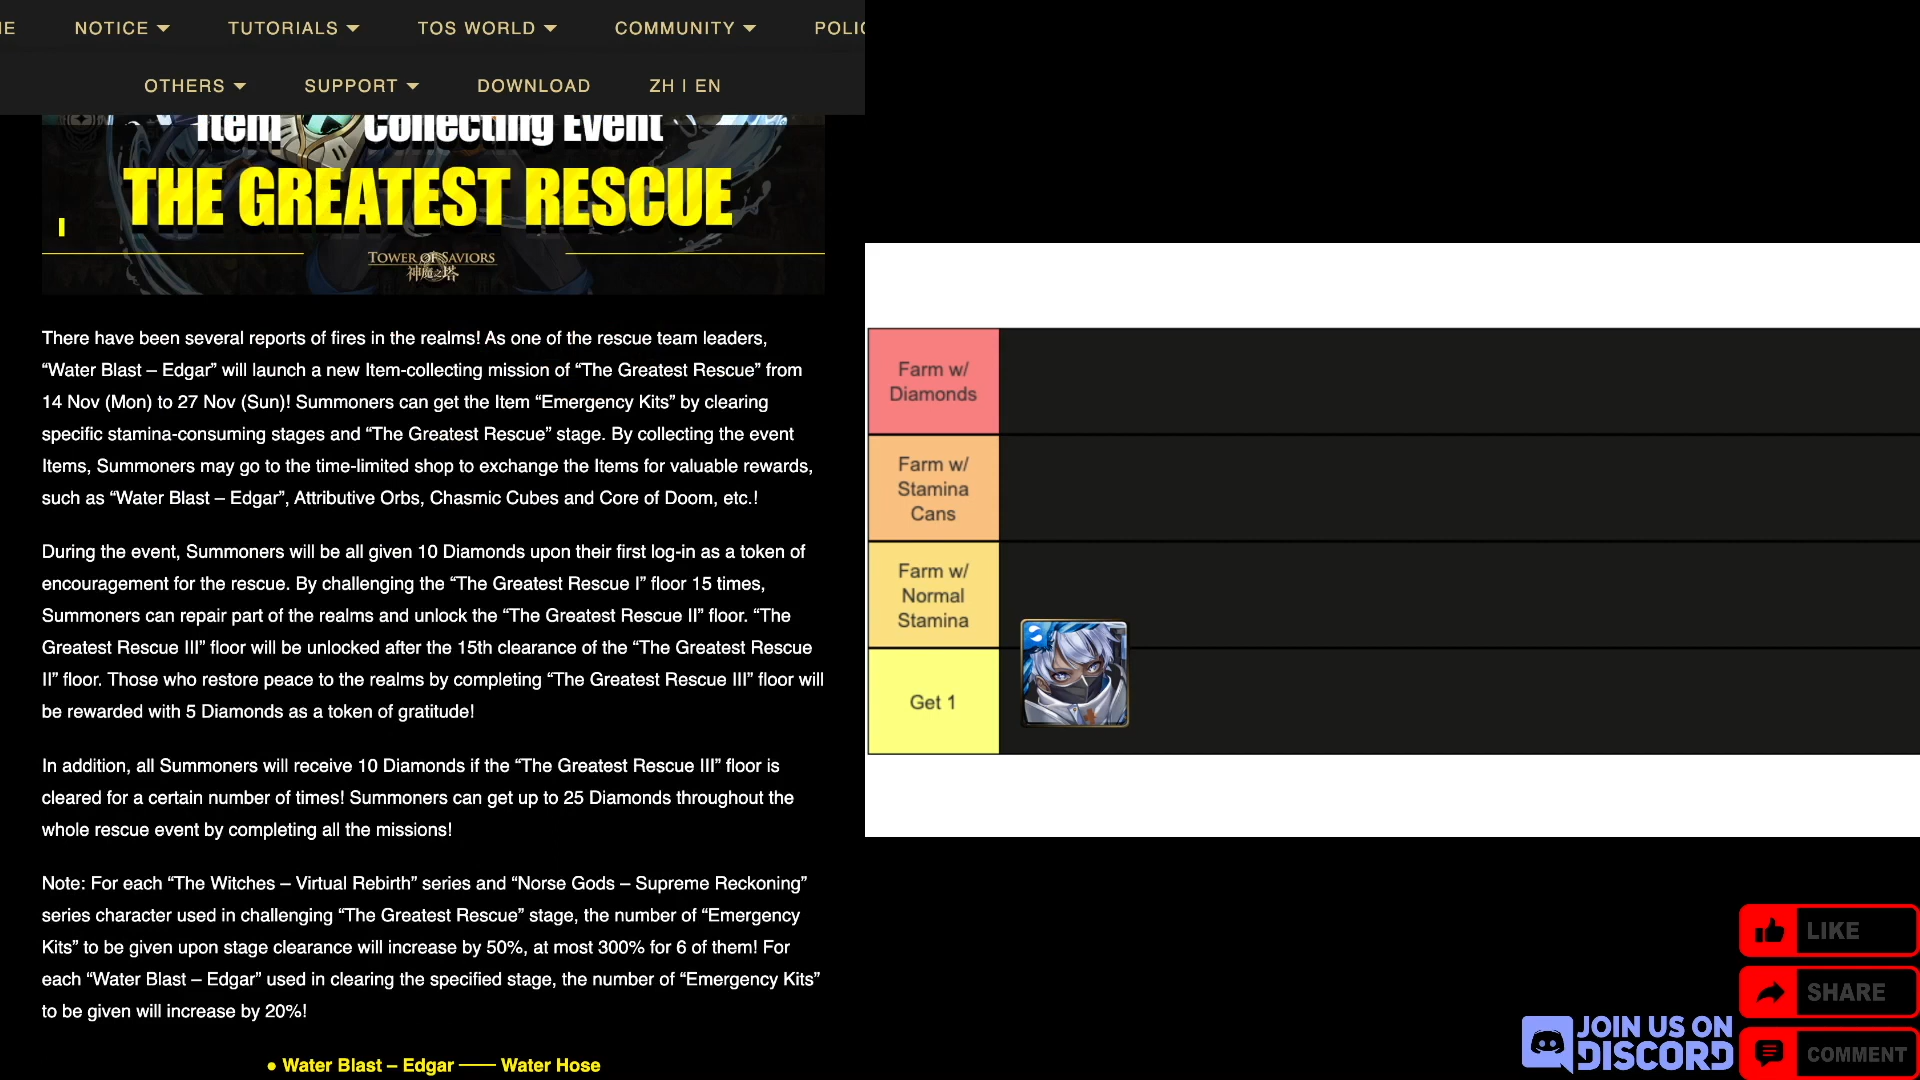 NOTICE
TUTORIALS
TOS WORLD
COMMUNITY
OTHERS
SUPPORT
DOWNLOAD
ZH | EN
Item Collecting Event
THE GREATEST RESCUE
TOWER OF SAVIORS
神魔之塔
There have been several reports of fires in the realms! As one of the rescue team leaders,
“Water Blast – Edgar” will launch a new Item-collecting mission of “The Greatest Rescue” from
14 Nov (Mon) to 27 Nov (Sun)! Summoners can get the Item “Emergency Kits” by clearing
specific stamina-consuming stages and “The Greatest Rescue” stage. By collecting the event
Items, Summoners may go to the time-limited shop to exchange the Items for valuable rewards,
such as “Water Blast – Edgar”, Attributive Orbs, Chasmic Cubes and Core of Doom, etc.!
During the event, Summoners will be all given 10 Diamonds upon their first log-in as a token of
encouragement for the rescue. By challenging the “The Greatest Rescue I” floor 15 times,
Summoners can repair part of the realms and unlock the “The Greatest Rescue II” floor. “The
Greatest Rescue III” floor will be unlocked after the 15th clearance of the “The Greatest Rescue
II” floor. Those who restore peace to the realms by completing “The Greatest Rescue III” floor will
be rewarded with 5 Diamonds as a token of gratitude!
In addition, all Summoners will receive 10 Diamonds if the “The Greatest Rescue III” floor is
cleared for a certain number of times! Summoners can get up to 25 Diamonds throughout the
whole rescue event by completing all the missions!
Note: For each “The Witches – Virtual Rebirth” series and “Norse Gods – Supreme Reckoning”
series character used in challenging “The Greatest Rescue” stage, the number of “Emergency
Kits” to be given upon stage clearance will increase by 50%, at most 300% for 6 of them! For
each “Water Blast – Edgar” used in clearing the specified stage, the number of “Emergency Kits”
to be given will increase by 20%!
● Water Blast – Edgar —— Water Hose
Farm w/
Diamonds
Farm w/
Stamina
Cans
Farm w/
Normal
Stamina
Get 1
LIKE
SHARE
COMMENT
JOIN US ON
DISCORD